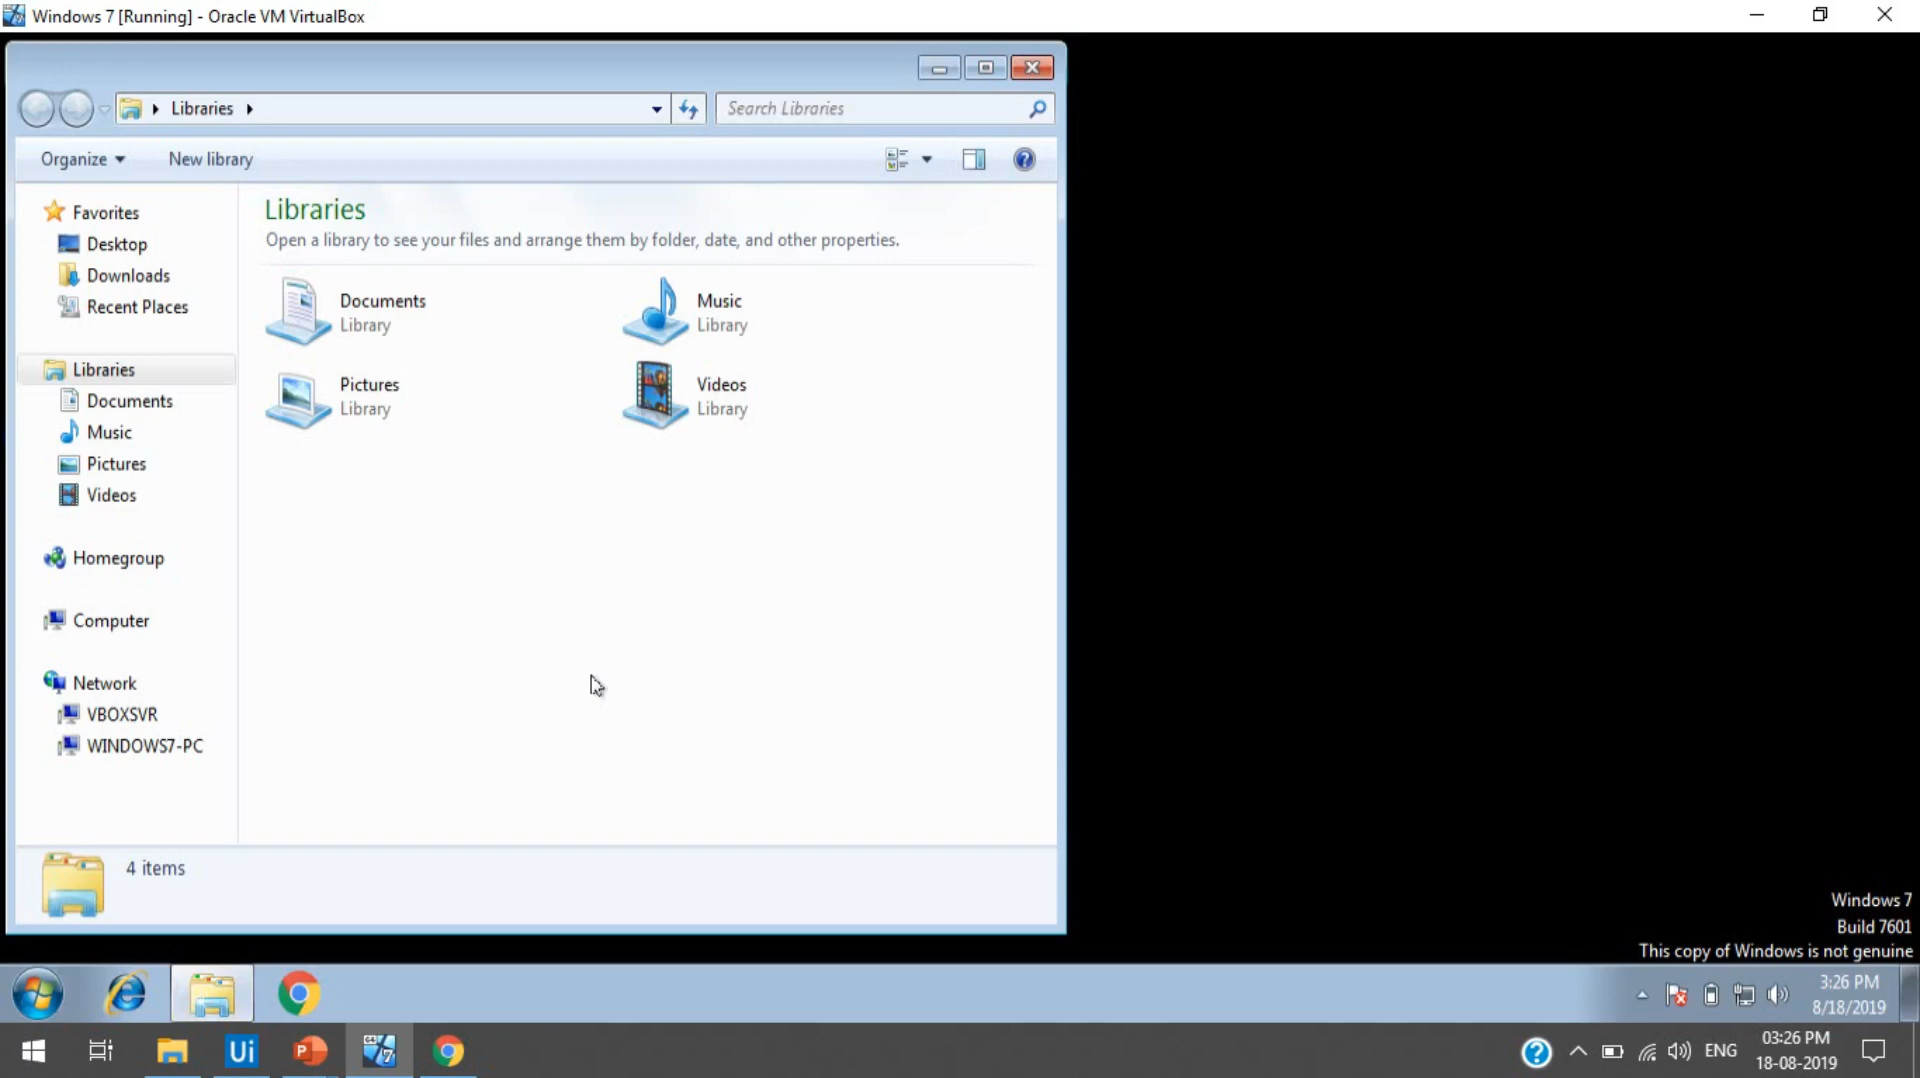 Windows 7 [Running] - Oracle VM VirtualBox
Libraries
Search Libraries
Organize
New library
Favorites
Desktop
Downloads
Recent Places
Libraries
Documents
Music
Pictures
Videos
Homegroup
Computer
Network
VBOXSVR
WINDOWS7-PC
Libraries
Open a library to see your files and arrange them by folder, date, and other properties.
Documents
Library
Music
Library
Pictures
Library
Videos
Library
4 items
Windows 7
Build 7601
This copy of Windows is not genuine
3:26 PM
8/18/2019
Ui
P
64
7
ENG
03:26 PM
18-08-2019